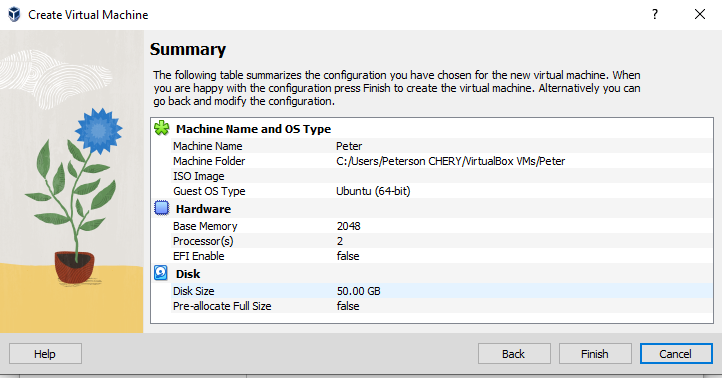 Create Virtual Machine
?
Summary
The following table summarizes the configuration you have chosen for the new virtual machine. When
you are happy with the configuration press Finish to create the virtual machine. Alternatively you can
go back and modify the configuration.
Machine Name and OS Type
Machine Name Peter
Machine Folder C:/Users/Peterson CHERY/VirtualBox VMs/Peter
ISO Image
Guest OS Type Ubuntu (64-bit)
Hardware
Base Memory 2048
Processor(s) 2
EFI Enable false
Disk
Disk Size 50.00 GB
Pre-allocate Full Size false
Help Back Finish Cancel